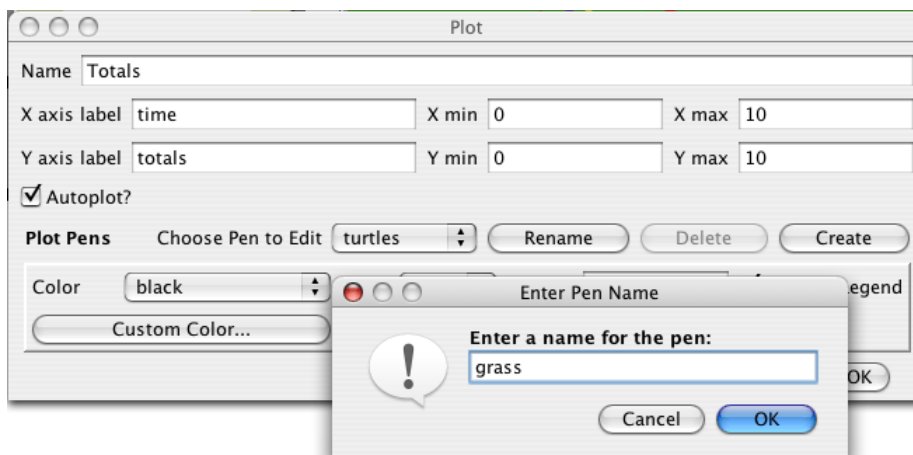 Plot
Name Totals
X axis label time X min 0 X max 10
Y axis label totals Y min 0 Y max 10
Autoplot?
Plot Pens Choose Pen to Edit turtles Rename Delete Create
Color black
Custom Color...
OK
Enter Pen Name
Enter a name for the pen:
grass
Cancel OK